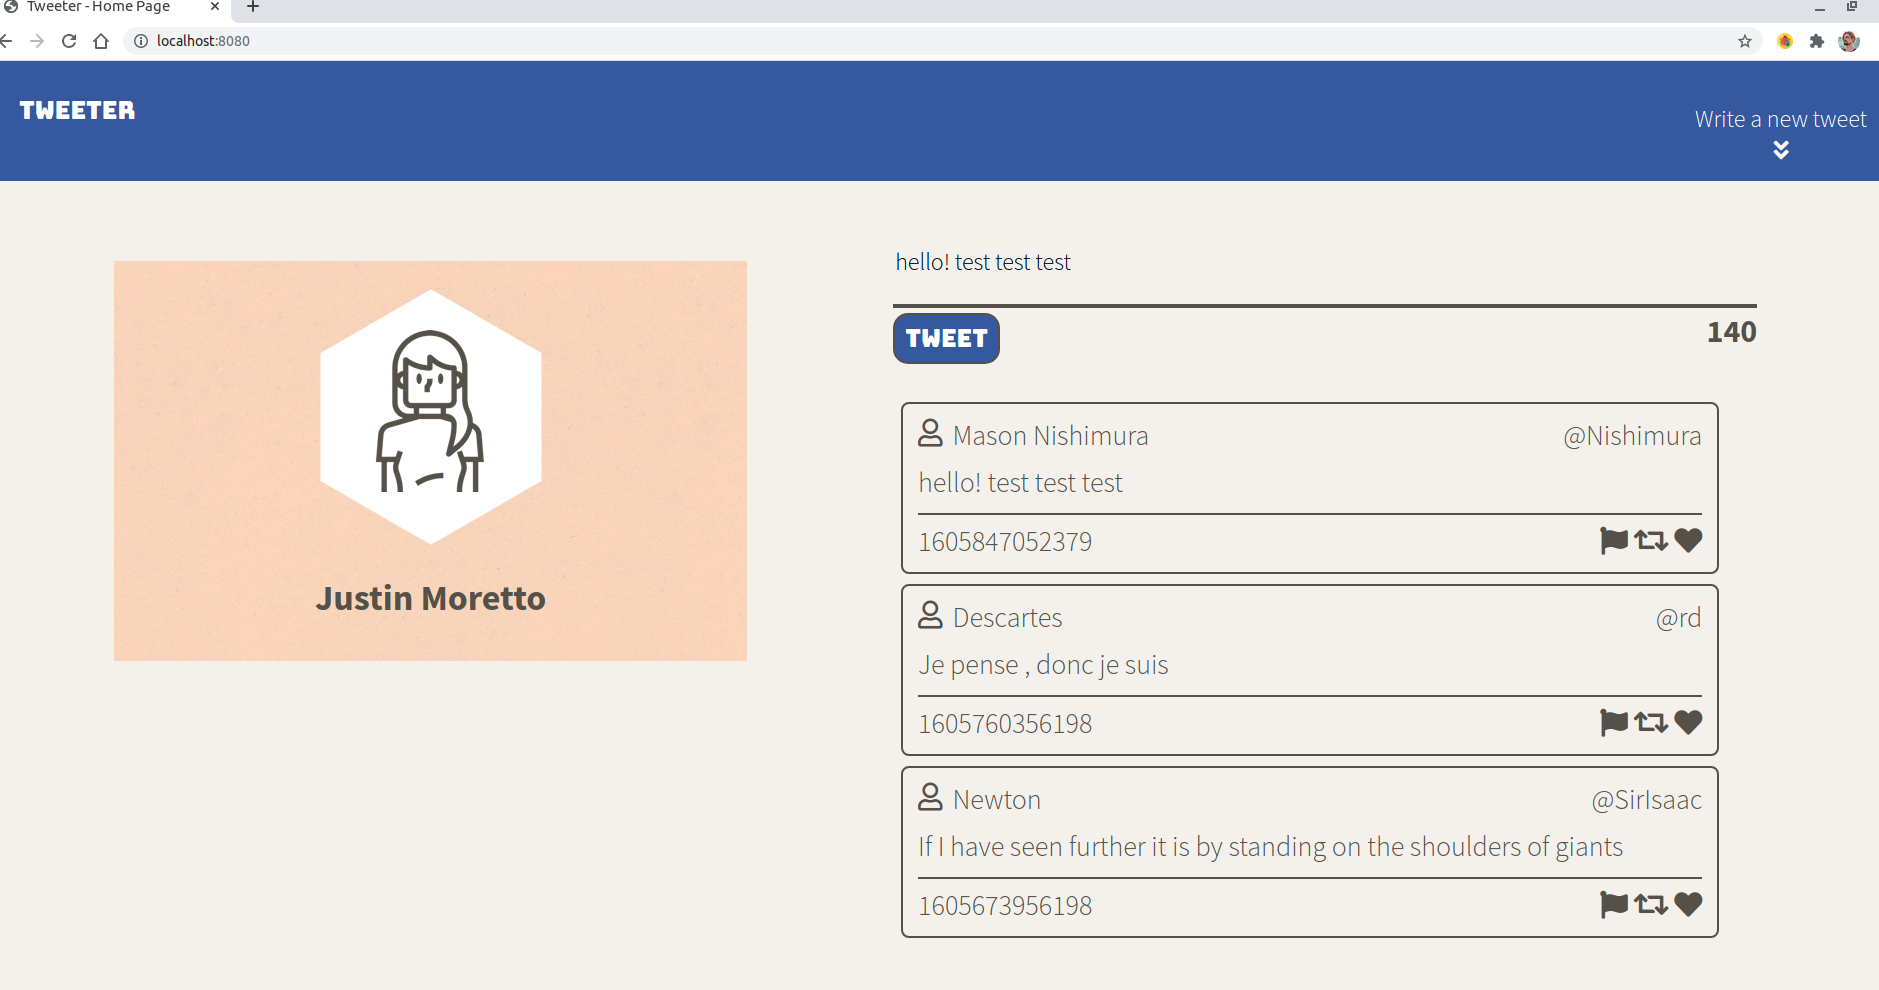 Tweeter - Home Page
localhost:8080
TWEETER
Write a new tweet
Justin Moretto
hello! test test test
TWEET 140
Mason Nishimura @Nishimura
hello! test test test
1605847052379
Descartes @rd
Je pense , donc je suis
1605760356198
Newton @SirIsaac
If I have seen further it is by standing on the shoulders of giants
1605673956198